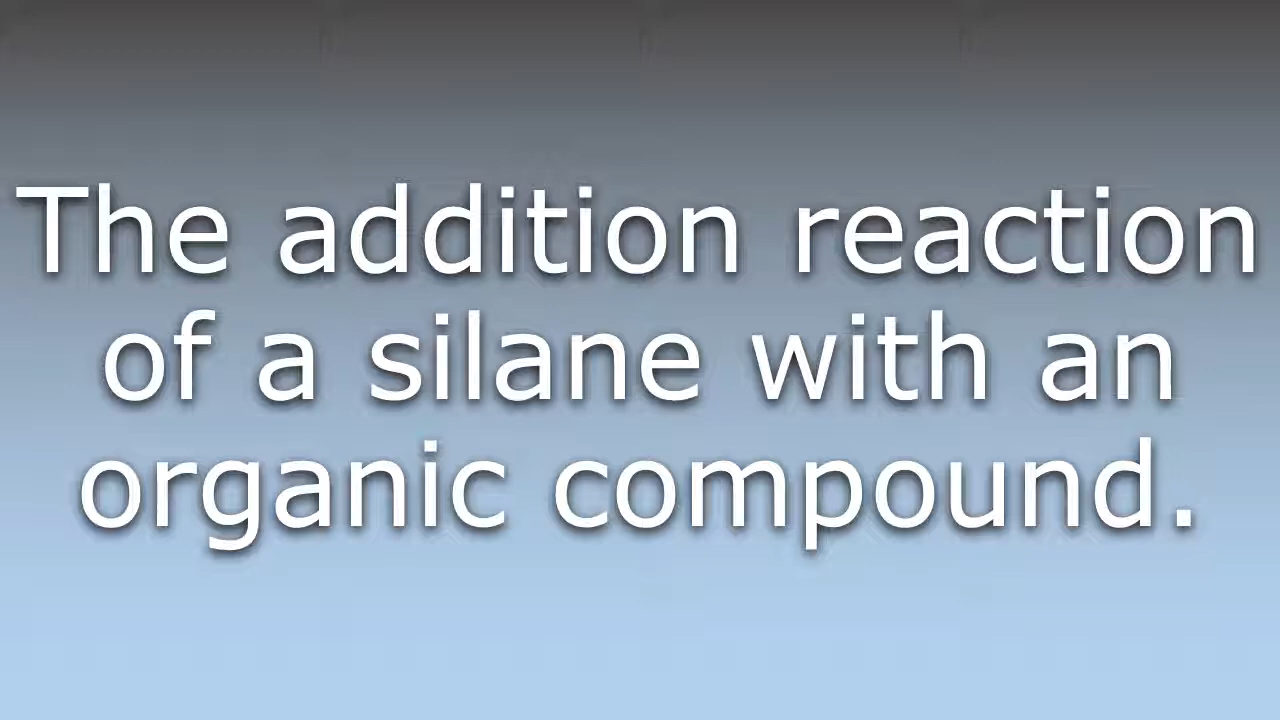 The addition reaction
of a silane with an
organic compound.